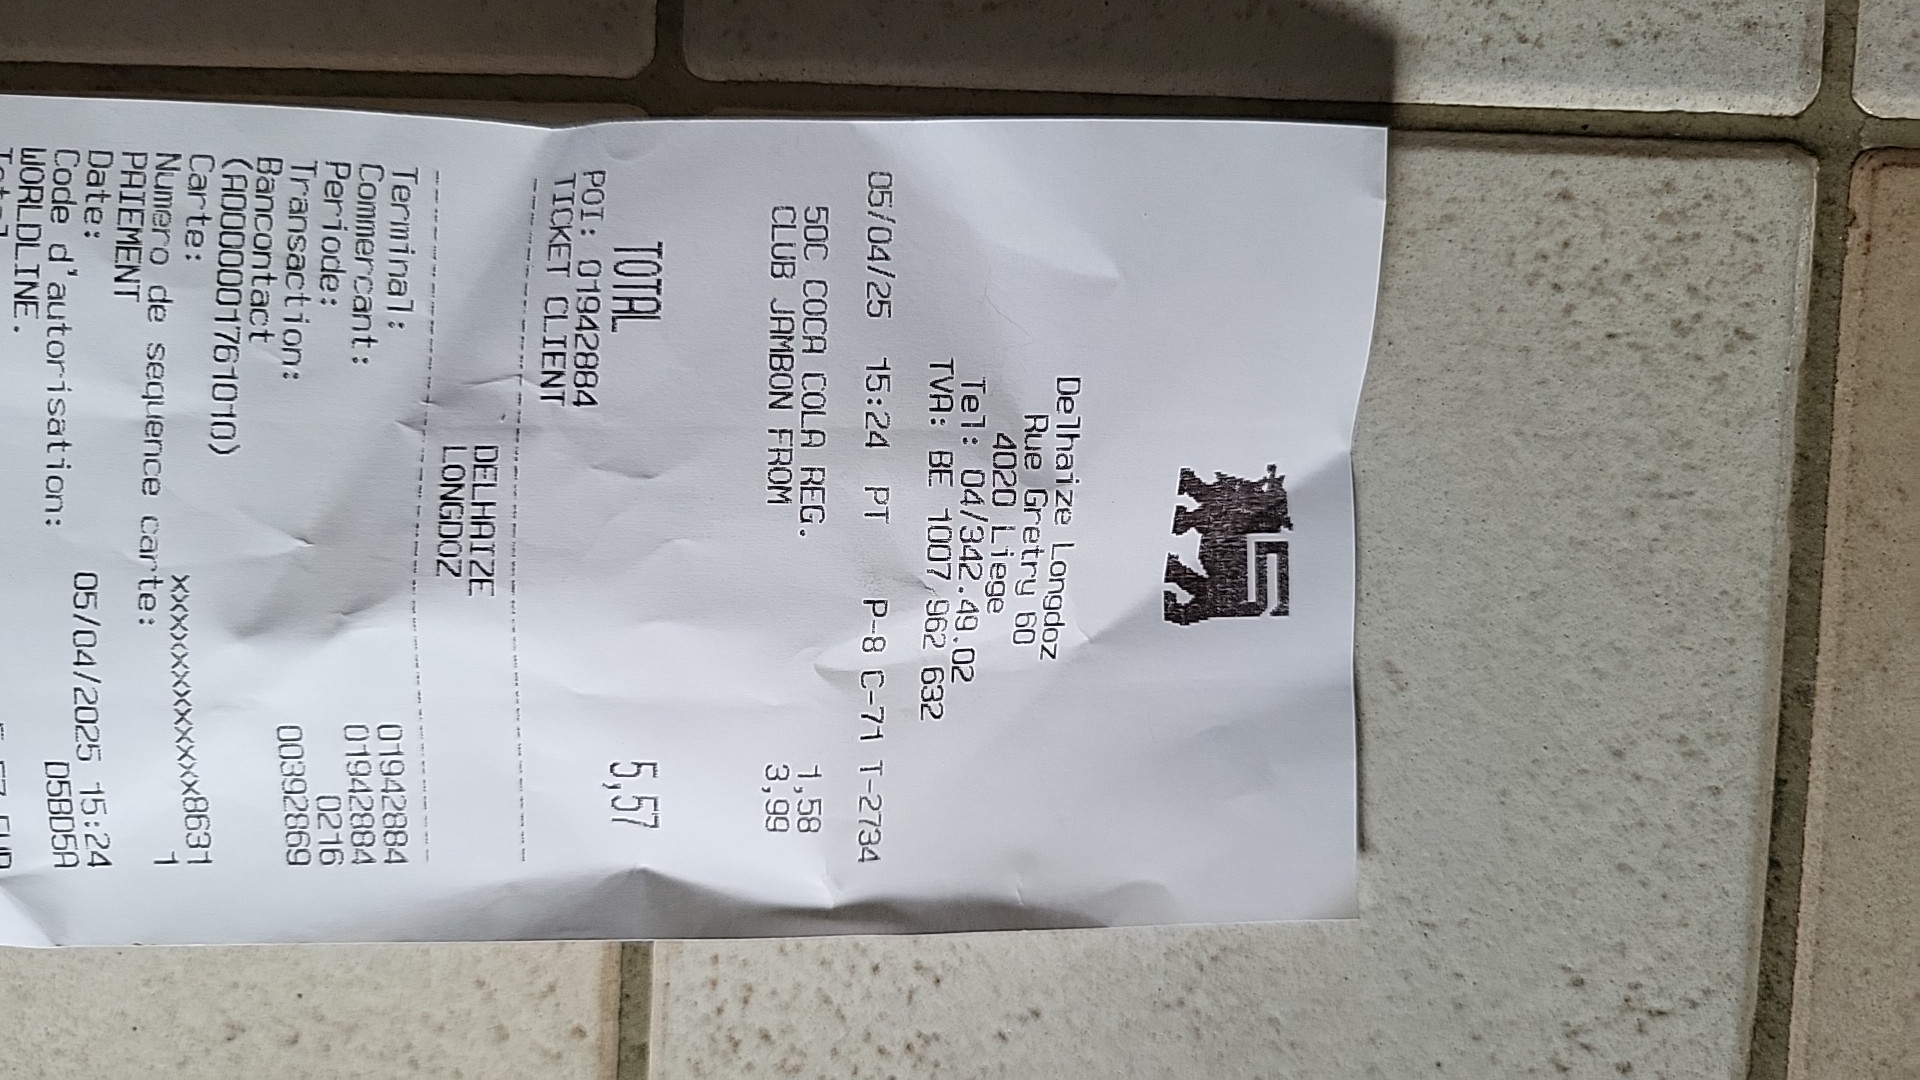 Delhaize Longdoz
Rue Gretry 60
4020 Liege
Tel: 04/342.49.02
TVA: BE 1007 962 632
05/04/25 15:24 PT P-8 C-71 T-2734
50C COCA COLA REG. 1,58
CLUB JAMBON FROM 3,99
TOTAL 5,57
POI: 01942884
TICKET CLIENT
DELHAIZE
LONGDOZ
Terminal: 01942884
Commercant: 01942884
Periode: 0216
Transaction: 00392869
Bancontact
(A0000001761010)
Carte: xxxxxxxxxxxxx8631
Numero de sequence carte: 1
PAIEMENT
Date: 05/04/2025 15:24
Code d'autorisation: D5BD5A
WORLDLINE.